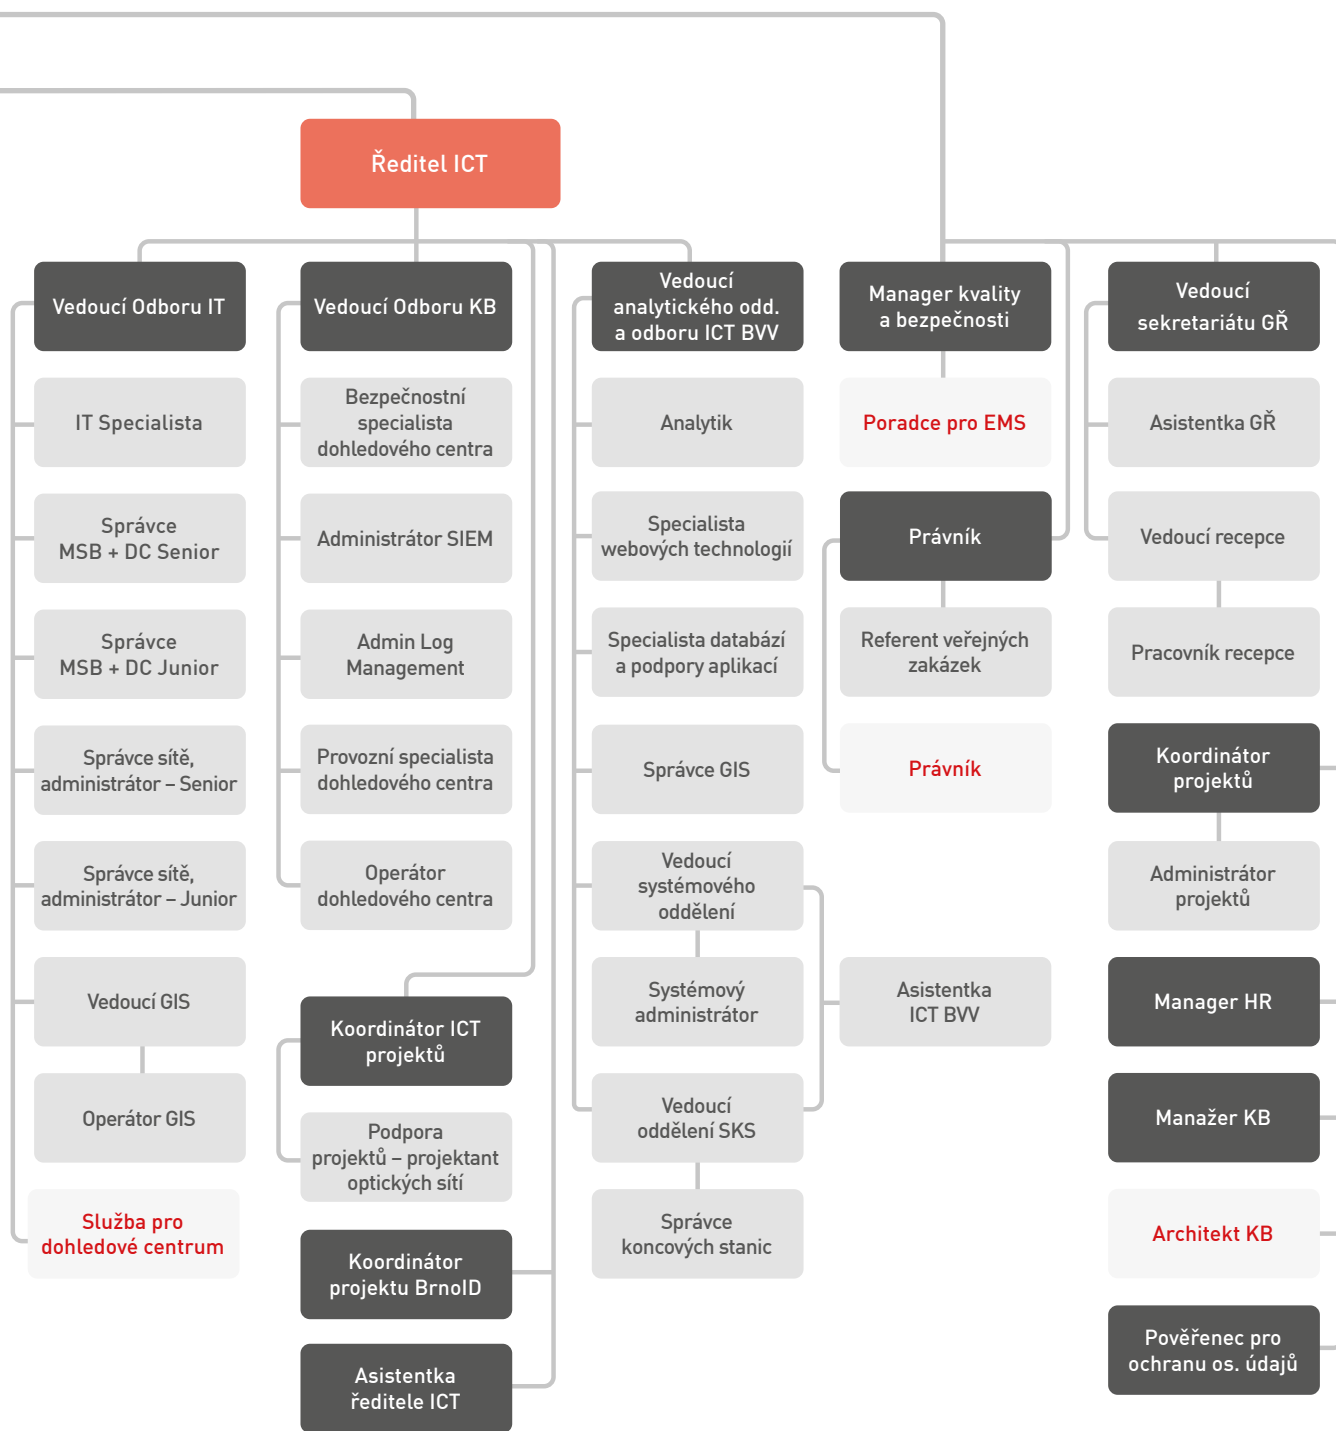 Ředitel ICT
Vedoucí Odboru IT
IT Specialista
Správce
MSB + DC Senior
Správce
MSB + DC Junior
Správce sítě,
administrátor – Senior
Správce sítě,
administrátor – Junior
Vedoucí GIS
Operátor GIS
Služba pro
dohledové centrum
Vedoucí Odboru KB
Bezpečnostní
specialista
dohledového centra
Administrátor SIEM
Admin Log
Management
Provozní specialista
dohledového centra
Operátor
dohledového centra
Koordinátor ICT
projektů
Podpora
projektů – projektant
optických sítí
Koordinátor
projektu BrnoID
Asistentka
ředitele ICT
Vedoucí
analytického odd.
a odboru ICT BVV
Analytik
Specialista
webových technologií
Specialista databází
a podpory aplikací
Správce GIS
Vedoucí
systémového
oddělení
Systémový
administrátor
Vedoucí
oddělení SKS
Správce
koncových stanic
Asistentka
ICT BVV
Manager kvality
a bezpečnosti
Poradce pro EMS
Právník
Referent veřejných
zakázek
Právník
Vedoucí
sekretariátu GŘ
Asistentka GŘ
Vedoucí recepce
Pracovník recepce
Koordinátor
projektů
Administrátor
projektů
Manager HR
Manažer KB
Architekt KB
Pověřenec pro
ochranu os. údajů